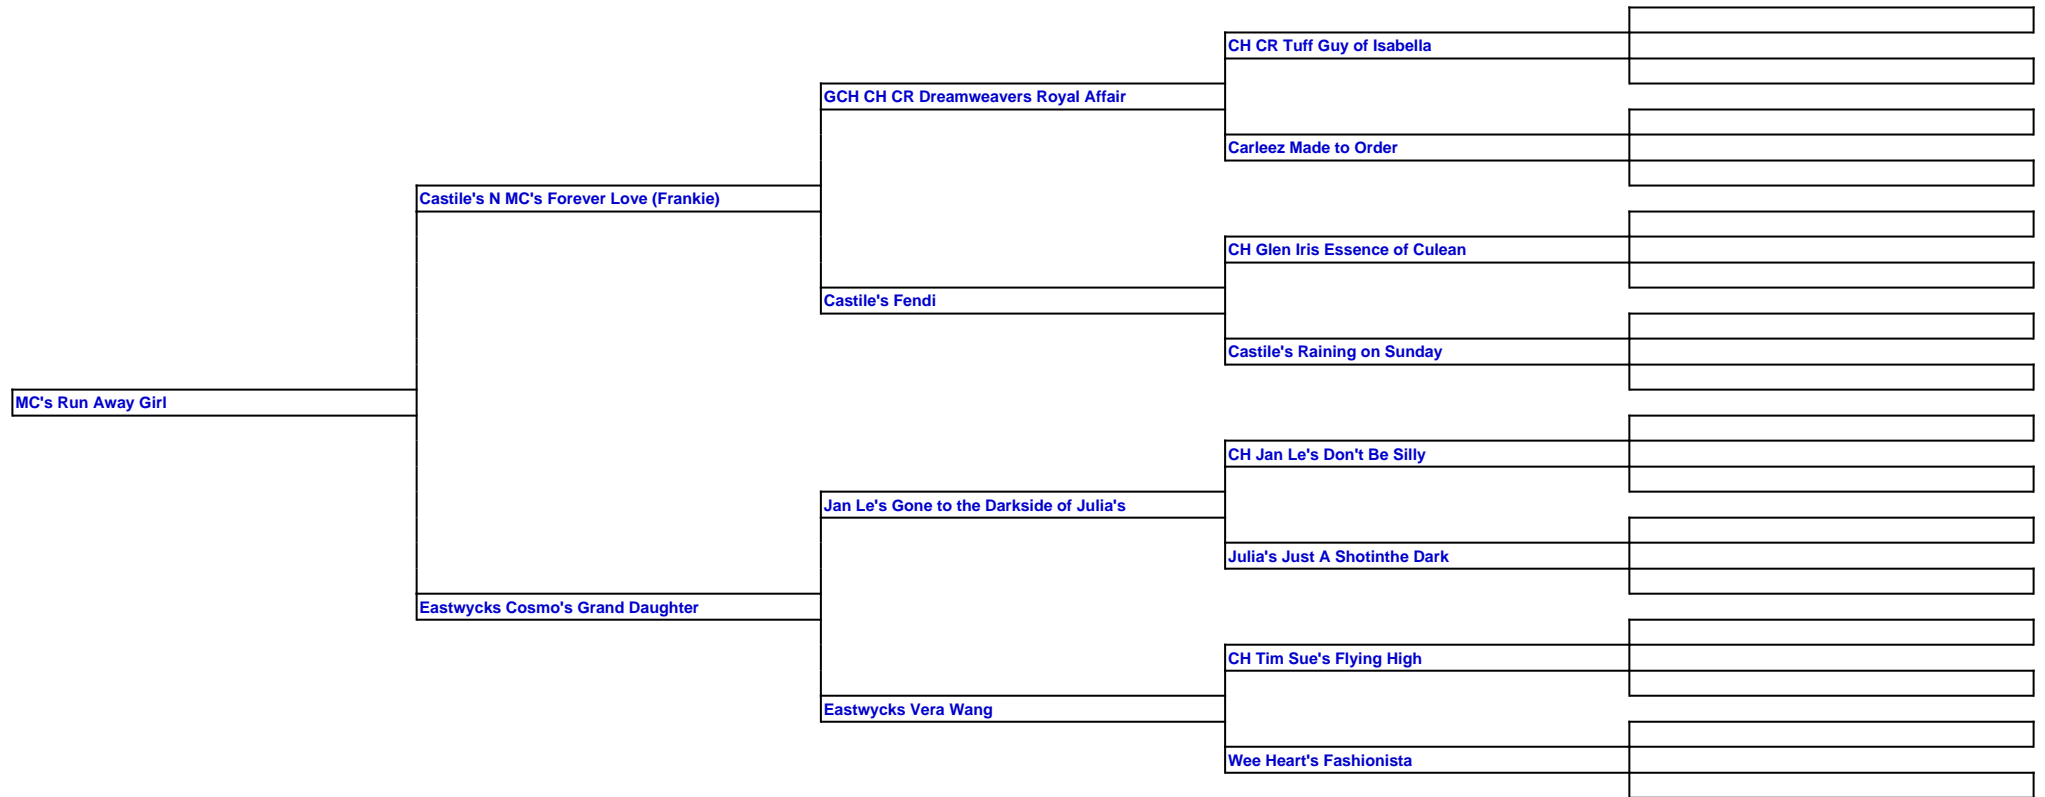 CH CR Tuff Guy of Isabella
GCH CH CR Dreamweavers Royal Affair
Carleez Made to Order
Castile's N MC's Forever Love (Frankie)
CH Glen Iris Essence of Culean
Castile's Fendi
Castile's Raining on Sunday
MC's Run Away Girl
CH Jan Le's Don't Be Silly
Jan Le's Gone to the Darkside of Julia's
Julia's Just A Shotinthe Dark
Eastwycks Cosmo's Grand Daughter
CH Tim Sue's Flying High
Eastwycks Vera Wang
Wee Heart's Fashionista